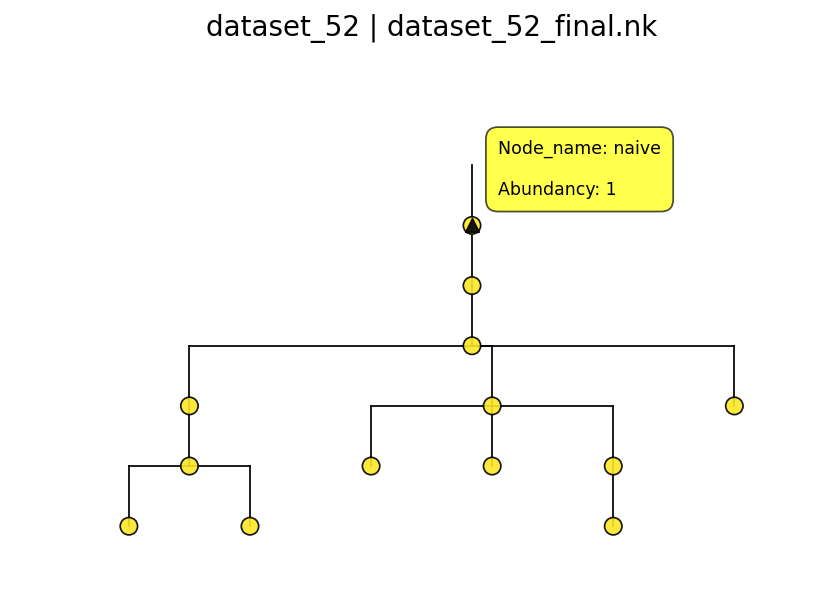 dataset_52 | dataset_52_final.nk
Node_name: naive
Abundancy: 1